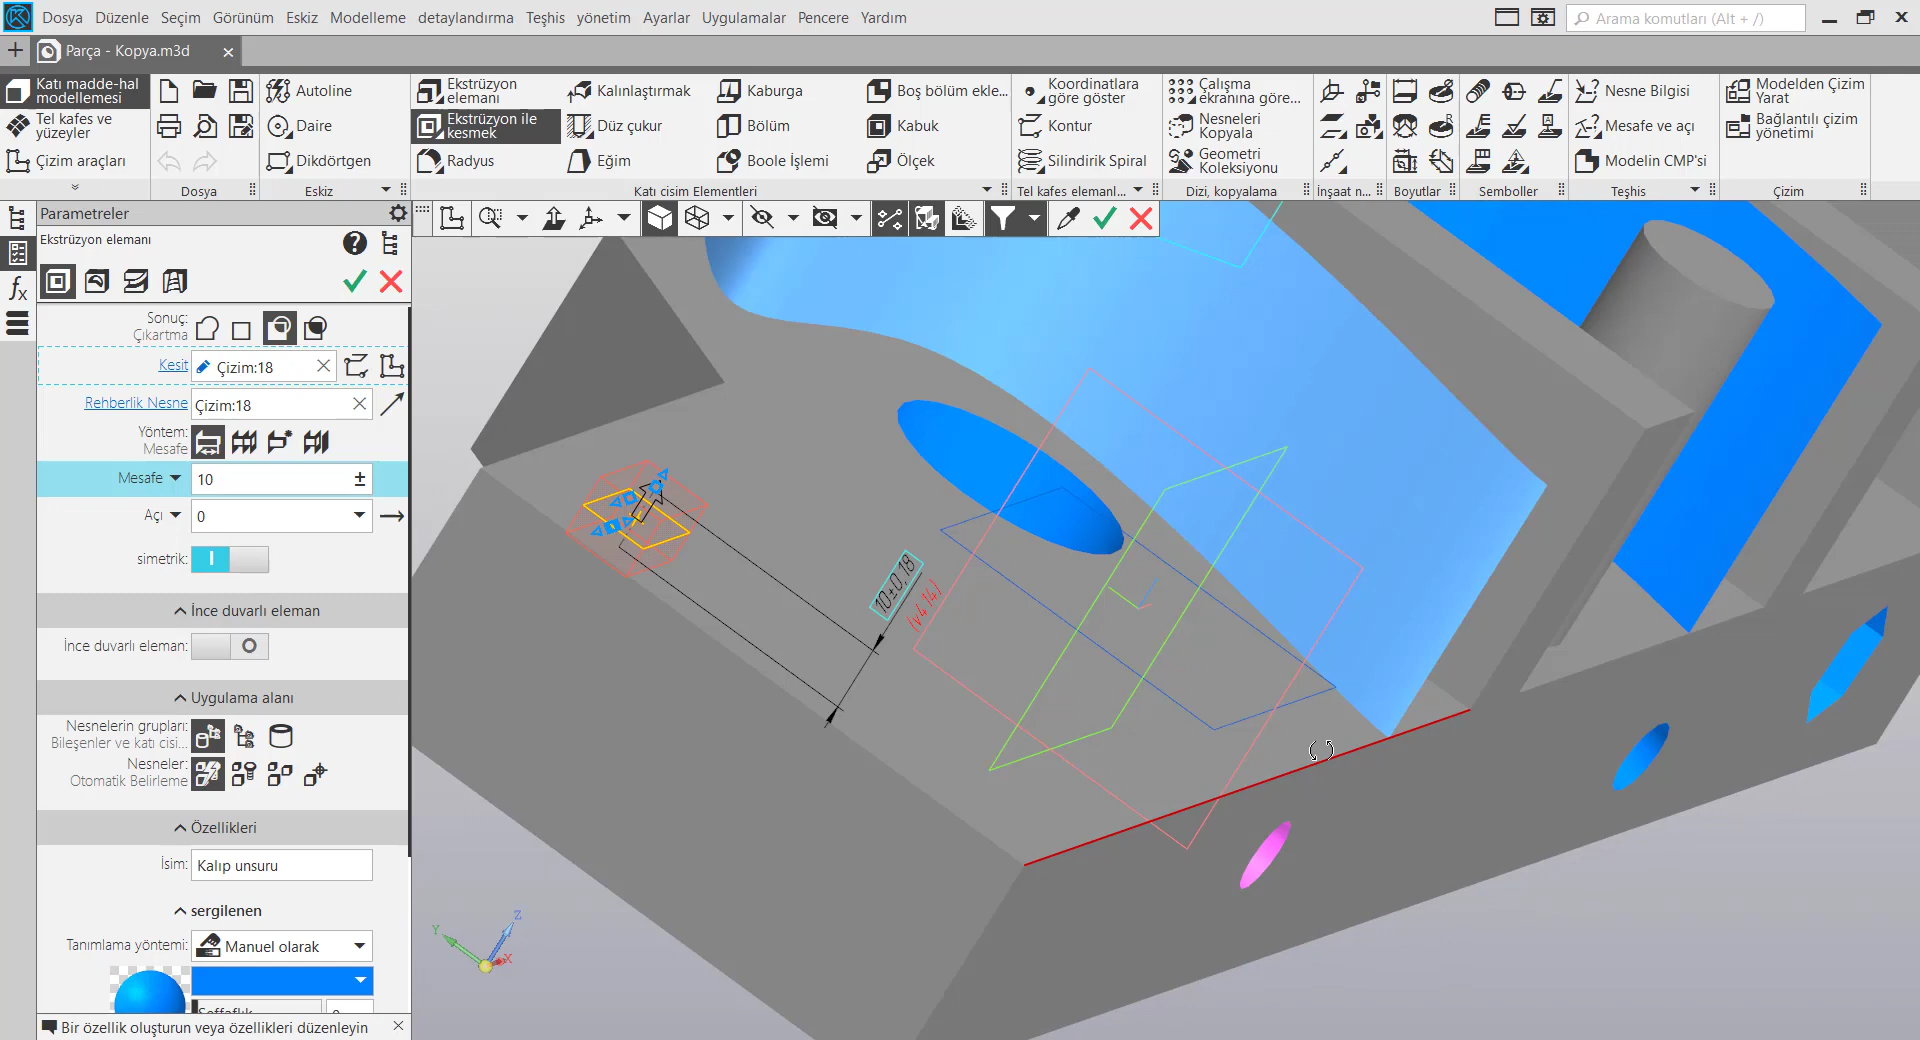 Dosya Düzenle Seçim Görünüm Eskiz Modelleme detaylandırma Teşhis yönetim Ayarlar Uygulamalar Pencere Yardım
Arama komutları (Alt + /)
Parça - Kopya.m3d
Katı madde-hal modellemesi
Tel kafes ve yüzeyler
Çizim araçları
Dosya
Autoline
Daire
Dikdörtgen
Eskiz
Ekstrüzyon elemanı
Ekstrüzyon ile kesmek
Radyus
Kalınlaştırmak
Düz çukur
Eğim
Kaburga
Bölüm
Boole İşlemi
Boş bölüm ekle...
Kabuk
Ölçek
Katı cisim Elementleri
Koordinatlara göre göster
Kontur
Silindirik Spiral
Tel kafes elemanl...
Çalışma ekranına göre...
Nesneleri Kopyala
Geometri Koleksiyonu
Dizi, kopyalama
İnşaat n...
Boyutlar
Semboller
Nesne Bilgisi
Mesafe ve açı
Modelin CMP'si
Teşhis
Modelden Çizim Yarat
Bağlantılı çizim yönetimi
Çizim
Parametreler
Ekstrüzyon elemanı
Sonuç:
Çıkartma
Kesit Çizim:18
Rehberlik Nesne Çizim:18
Yöntem:
Mesafe
Mesafe 10
Açı 0
simetrik:
İnce duvarlı eleman
İnce duvarlı eleman:
Uygulama alanı
Nesnelerin grupları:
Bileşenler ve katı cisi...
Nesneler:
Otomatik Belirleme
Özellikleri
İsim: Kalıp unsuru
sergilenen
Tanımlama yöntemi: Manuel olarak
Bir özellik oluşturun veya özellikleri düzenleyin
10±0,18
(v414)
Z
Y
X